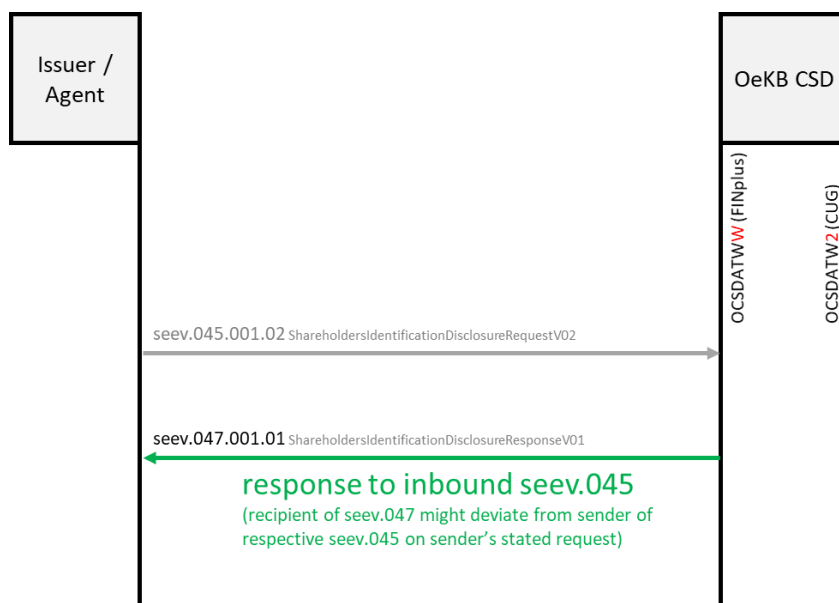 Issuer /
Agent
OeKB CSD
OCSDATWW (FINplus)
OCSDATW2 (CUG)
seev.045.001.02 ShareholdersIdentificationDisclosureRequestV02
seev.047.001.01 ShareholdersIdentificationDisclosureResponseV01
response to inbound seev.045
(recipient of seev.047 might deviate from sender of
respective seev.045 on sender's stated request)